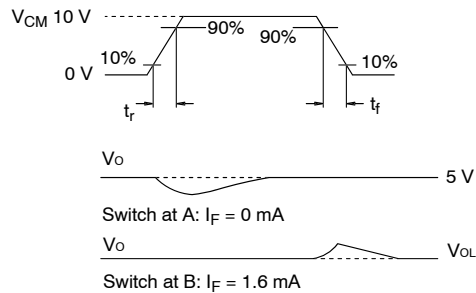 VCM 10 V
90% 90%
10% 10%
0 V
tr tf
VO
5 V
Switch at A: IF = 0 mA
VO
VOL
Switch at B: IF = 1.6 mA